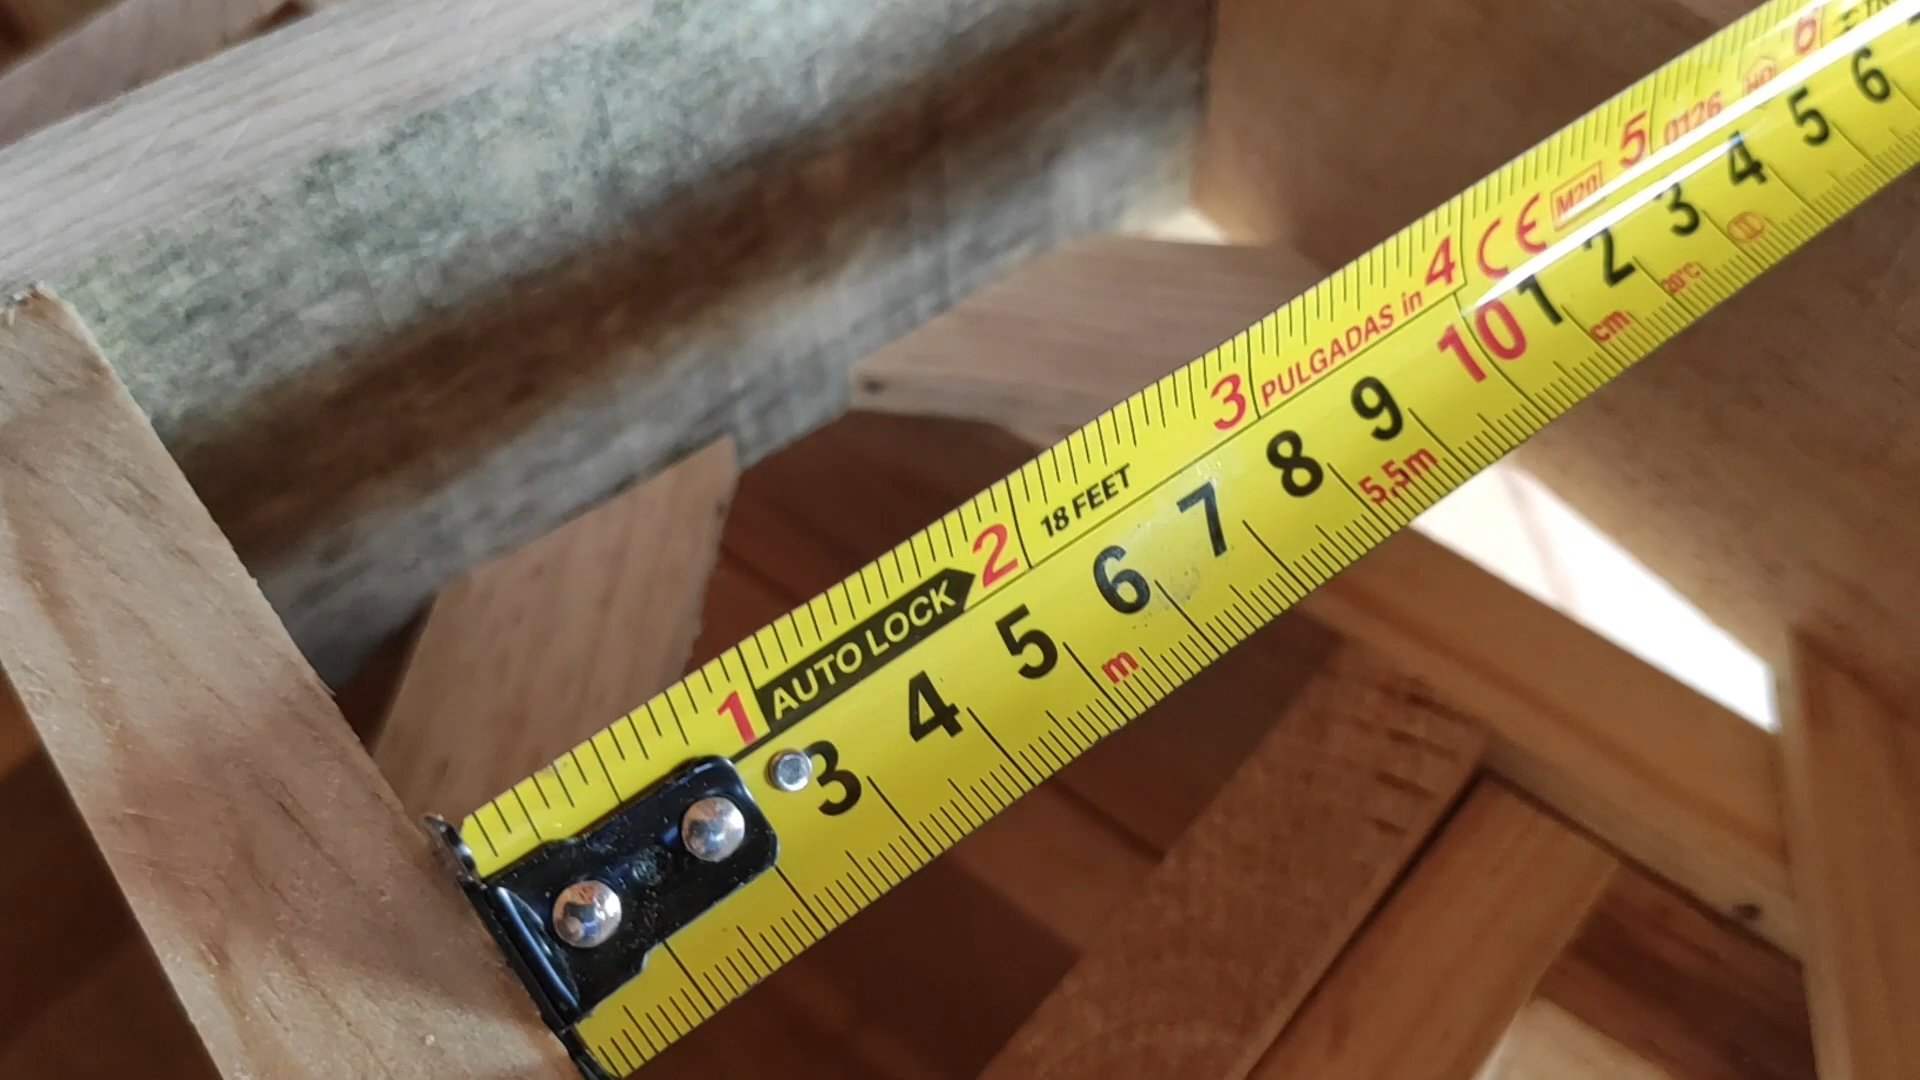 1 AUTO LOCK 2 18 FEET 3 PULGADAS in 4 CE M20 5 0126 6
3 4 5 6 7 8 9 10 1 2 3 4 5 6
m 5,5m cm 20°C II